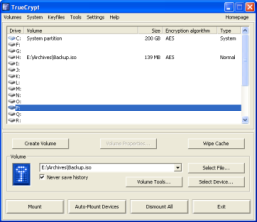 TrueCrypt
Volumes System Keyfiles Tools Settings Help Homepage
Drive Volume Size Encryption algorithm Type
C: System partition 200 GB AES System
F:
G:
H: E:\Archives\Backup.iso 139 MB AES Normal
I:
J:
K:
L:
M:
N:
O:
P:
Q:
R:
Create Volume Volume Properties... Wipe Cache
Volume
E:\Archives\Backup.iso Select File...
Never save history
Volume Tools... Select Device...
Mount Auto-Mount Devices Dismount All Exit